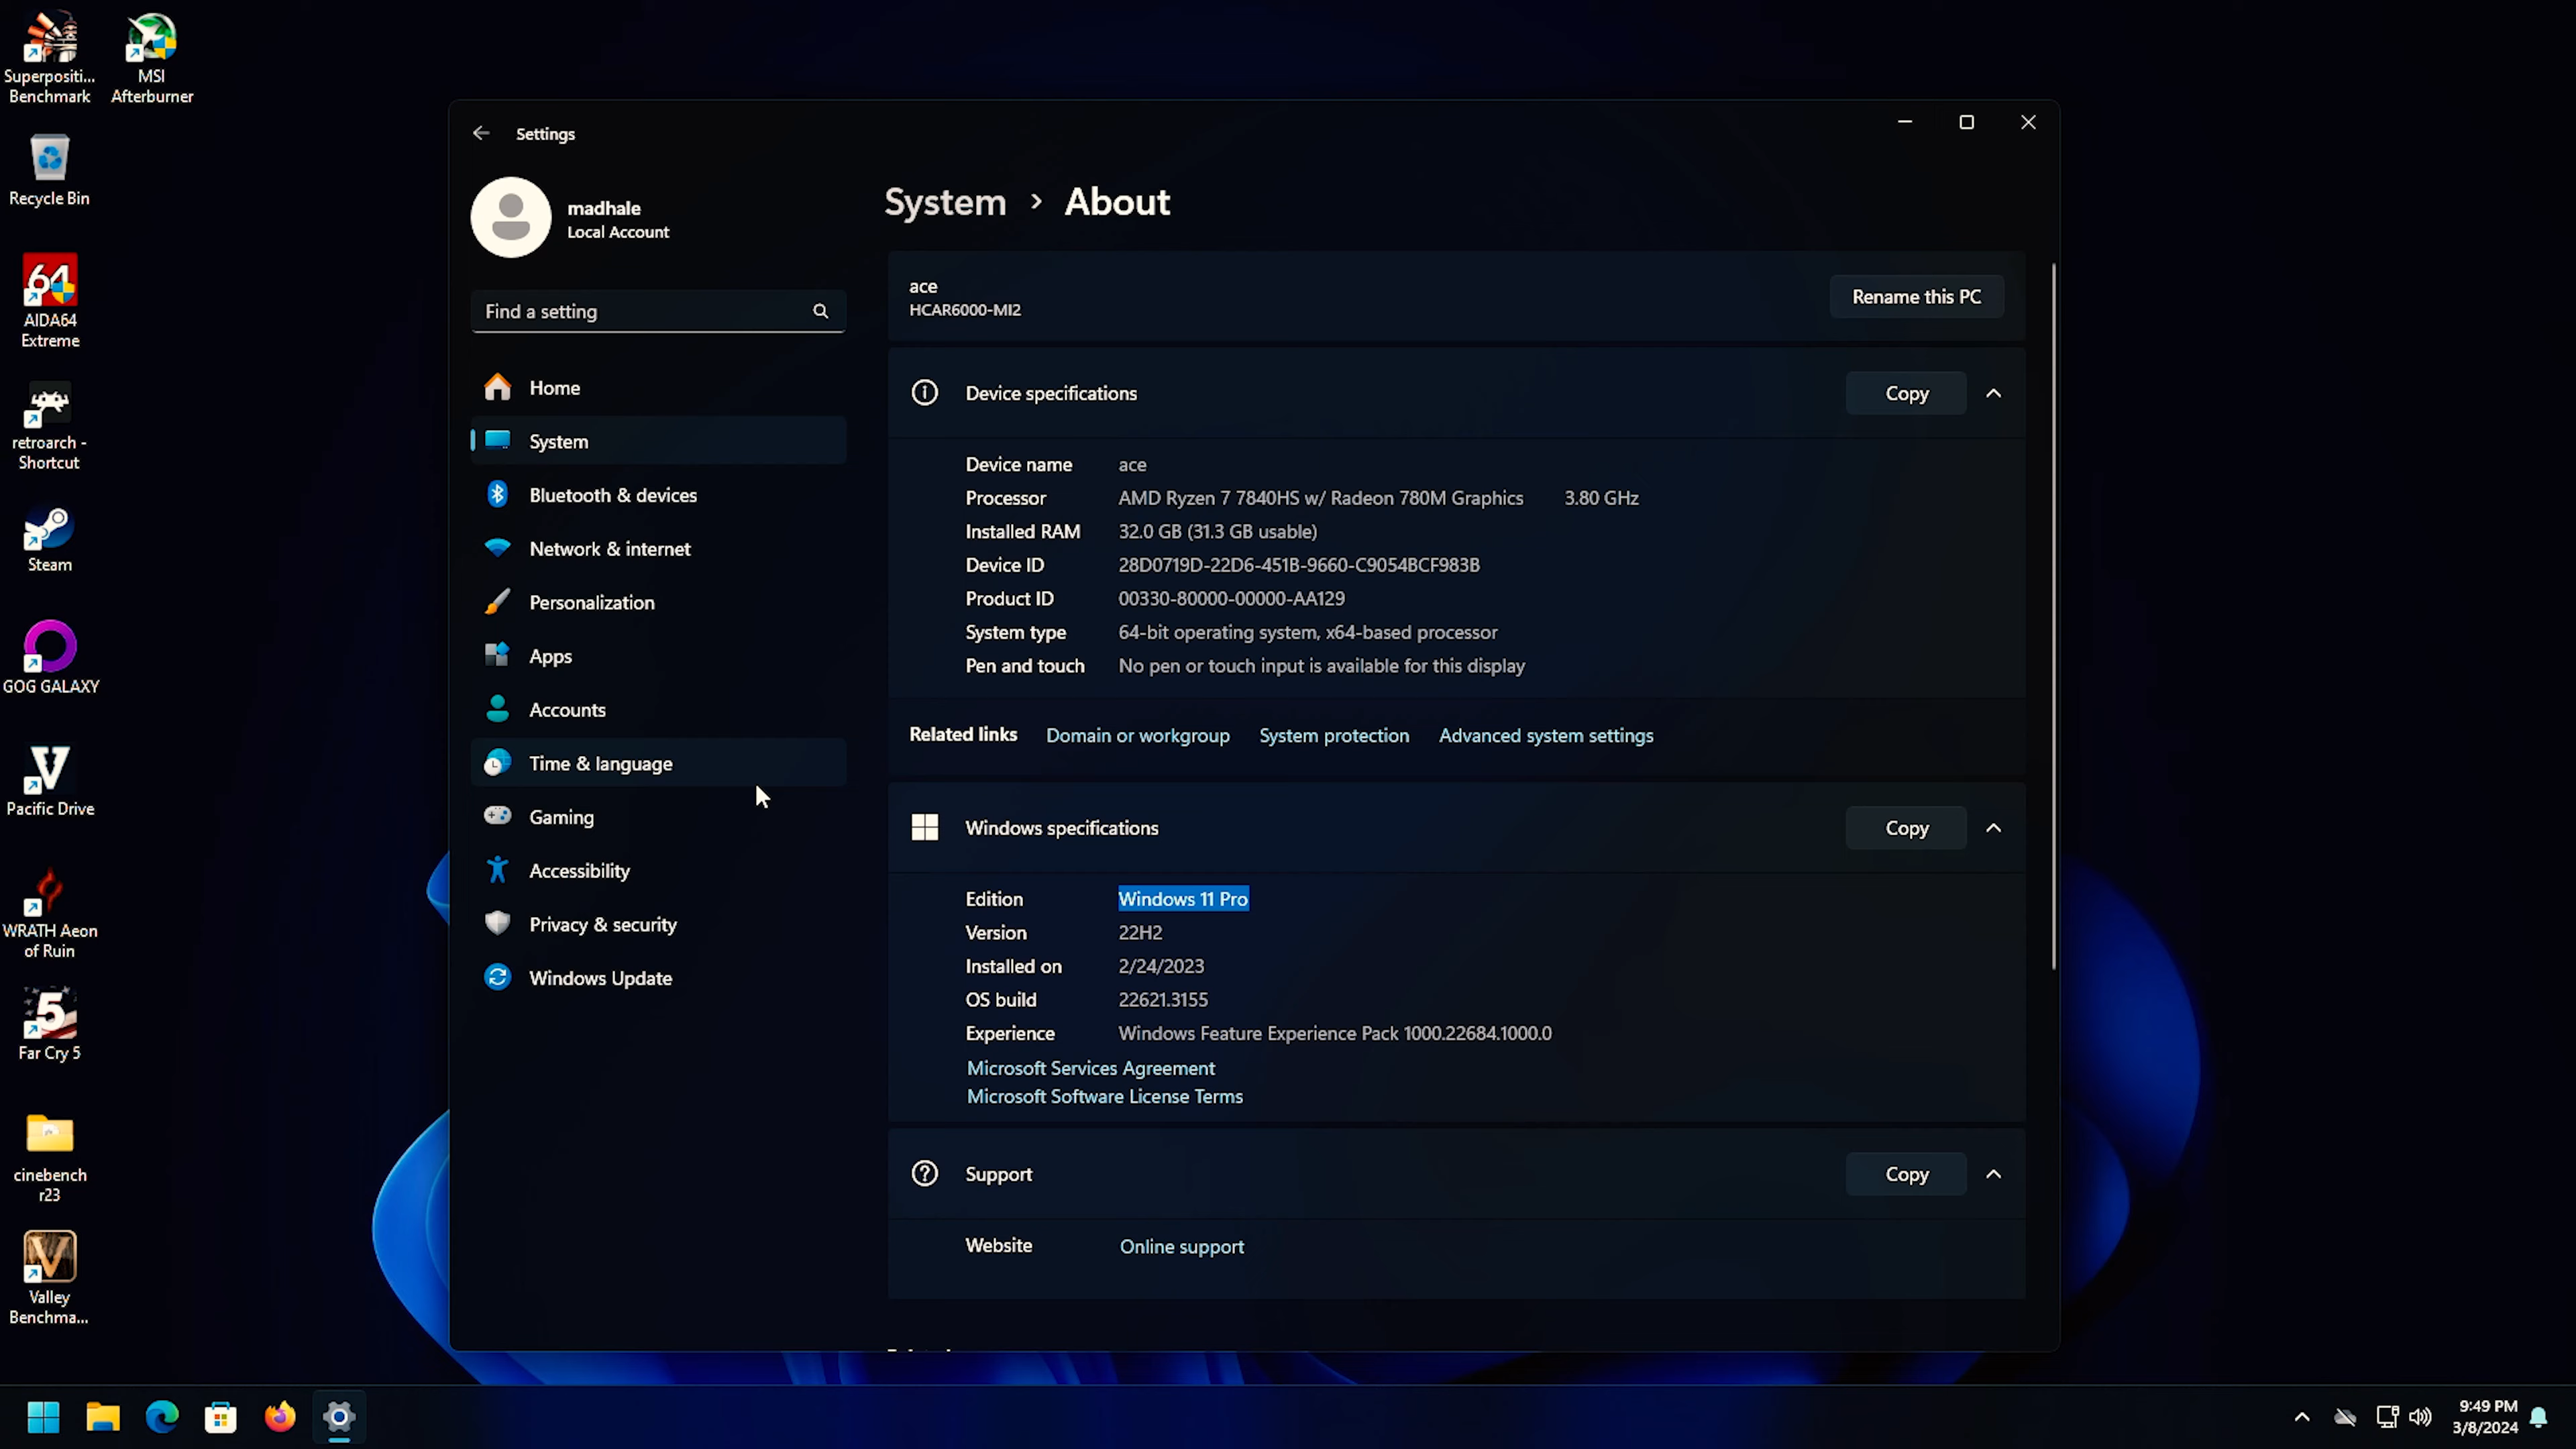 Superpositi...
Benchmark
MSI
Afterburner
Recycle Bin
64
AIDA64
Extreme
retroarch -
Shortcut
Steam
GOG GALAXY
Pacific Drive
WRATH Aeon
of Ruin
5
Far Cry 5
cinebench
r23
Valley
Benchma...
Settings
madhale
Local Account
Find a setting
Home
System
Bluetooth & devices
Network & internet
Personalization
Apps
Accounts
Time & language
Gaming
Accessibility
Privacy & security
Windows Update
System > About
ace
HCAR6000-MI2
Rename this PC
Device specifications Copy
Device name ace
Processor AMD Ryzen 7 7840HS w/ Radeon 780M Graphics 3.80 GHz
Installed RAM 32.0 GB (31.3 GB usable)
Device ID 28D0719D-22D6-451B-9660-C9054BCF983B
Product ID 00330-80000-00000-AA129
System type 64-bit operating system, x64-based processor
Pen and touch No pen or touch input is available for this display
Related links Domain or workgroup System protection Advanced system settings
Windows specifications Copy
Edition Windows 11 Pro
Version 22H2
Installed on 2/24/2023
OS build 22621.3155
Experience Windows Feature Experience Pack 1000.22684.1000.0
Microsoft Services Agreement
Microsoft Software License Terms
Support Copy
Website Online support
9:49 PM
3/8/2024